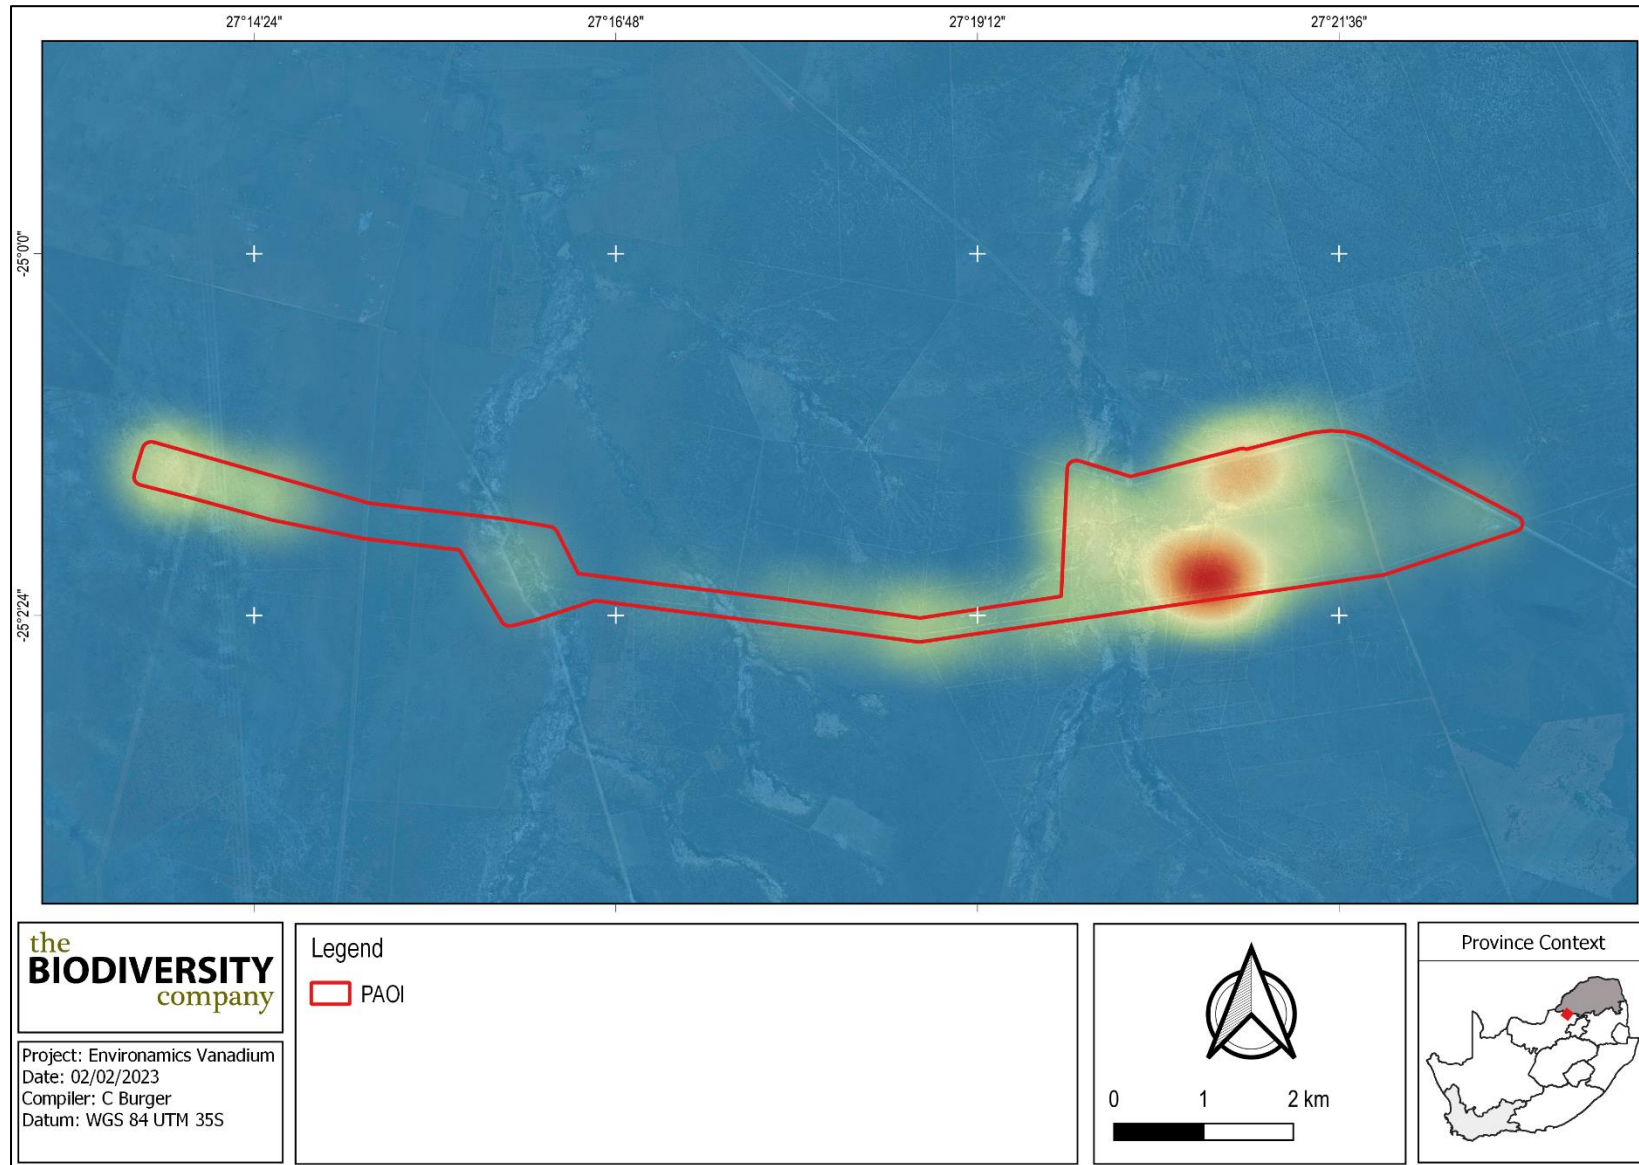 27°14'24"
27°16'48"
27°19'12"
27°21'36"
-25°0'0"
-25°2'24"
the
BIODIVERSITY
company
Project: Environamics Vanadium
Date: 02/02/2023
Compiler: C Burger
Datum: WGS 84 UTM 35S
Legend
PAOI
0 1 2 km
Province Context